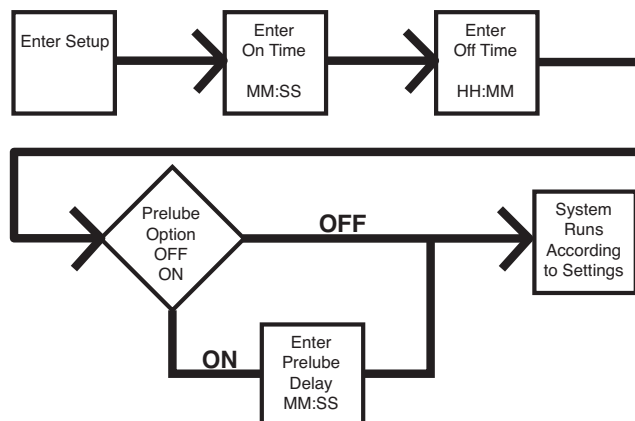 Enter Setup
Enter
On Time
MM:SS
Enter
Off Time
HH:MM
Prelube
Option
OFF
ON
OFF
System
Runs
According
to Settings
ON
Enter
Prelube
Delay
MM:SS